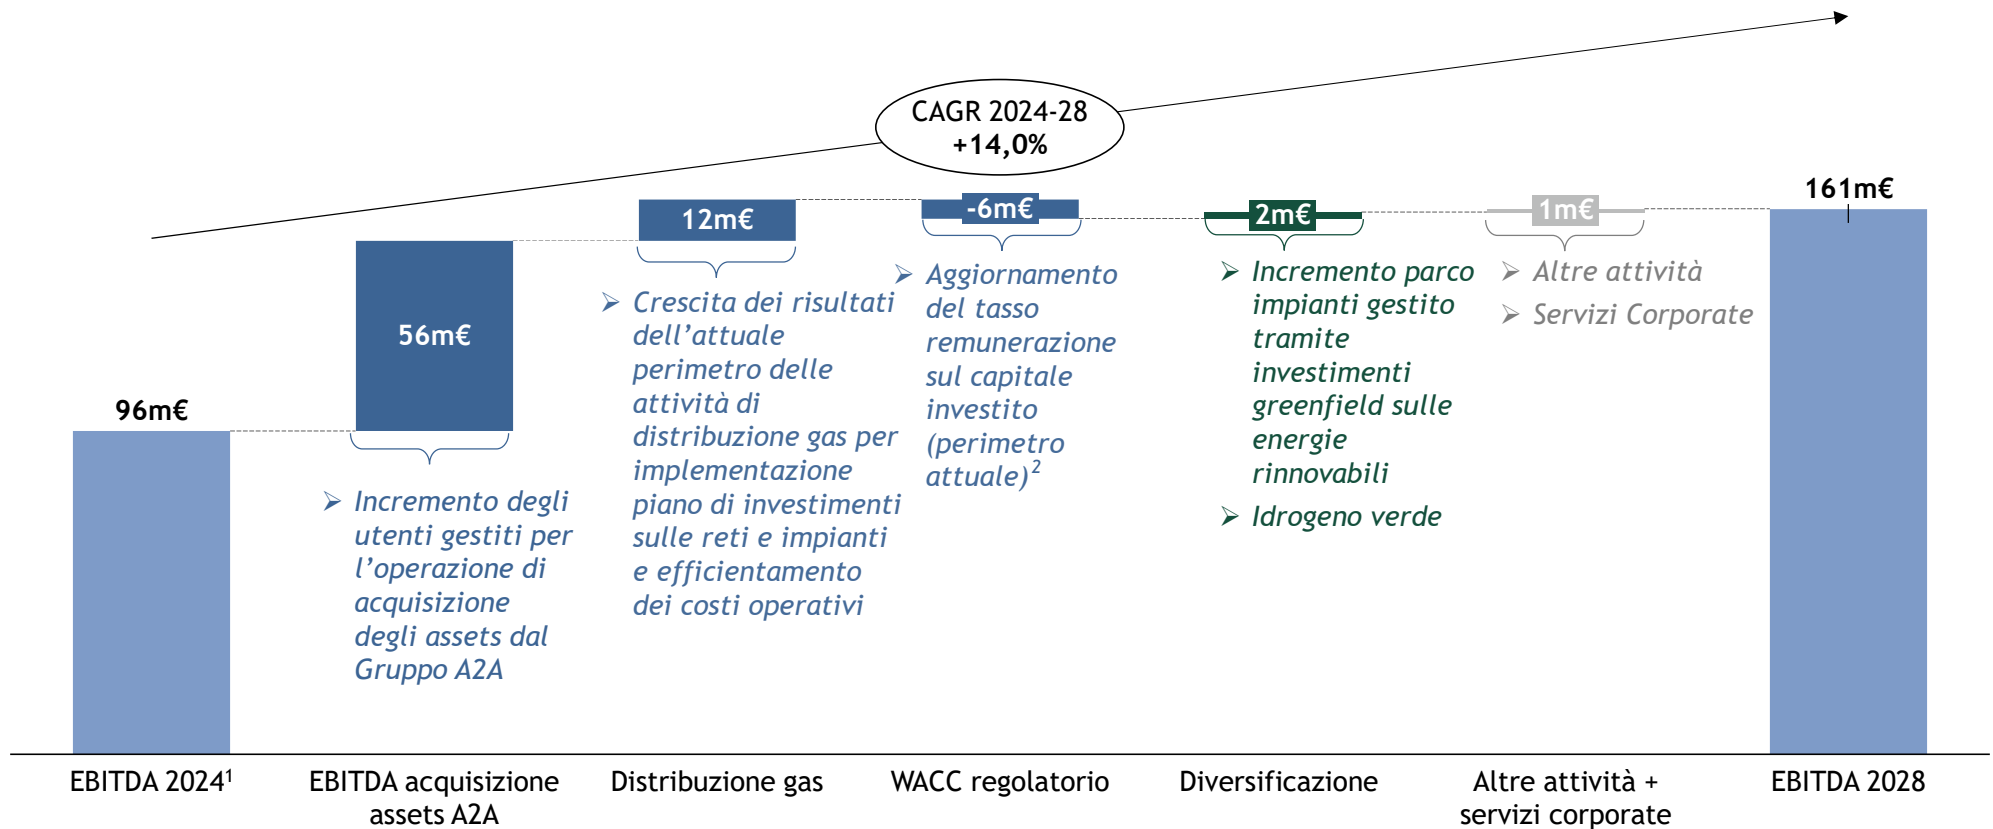 CAGR 2024-28
+14,0%
96m€
56m€
12m€
-6m€
2m€
1m€
161m€
➢ Incremento degli
utenti gestiti per
l’operazione di
acquisizione
degli assets dal
Gruppo A2A
➢ Crescita dei risultati
dell’attuale
perimetro delle
attività di
distribuzione gas per
implementazione
piano di investimenti
sulle reti e impianti
e efficientamento
dei costi operativi
➢ Aggiornamento
del tasso
remunerazione
sul capitale
investito
(perimetro
attuale)²
➢ Incremento parco
impianti gestito
tramite
investimenti
greenfield sulle
energie
rinnovabili
➢ Idrogeno verde
➢ Altre attività
➢ Servizi Corporate
EBITDA 2024¹
EBITDA acquisizione
assets A2A
Distribuzione gas
WACC regolatorio
Diversificazione
Altre attività +
servizi corporate
EBITDA 2028